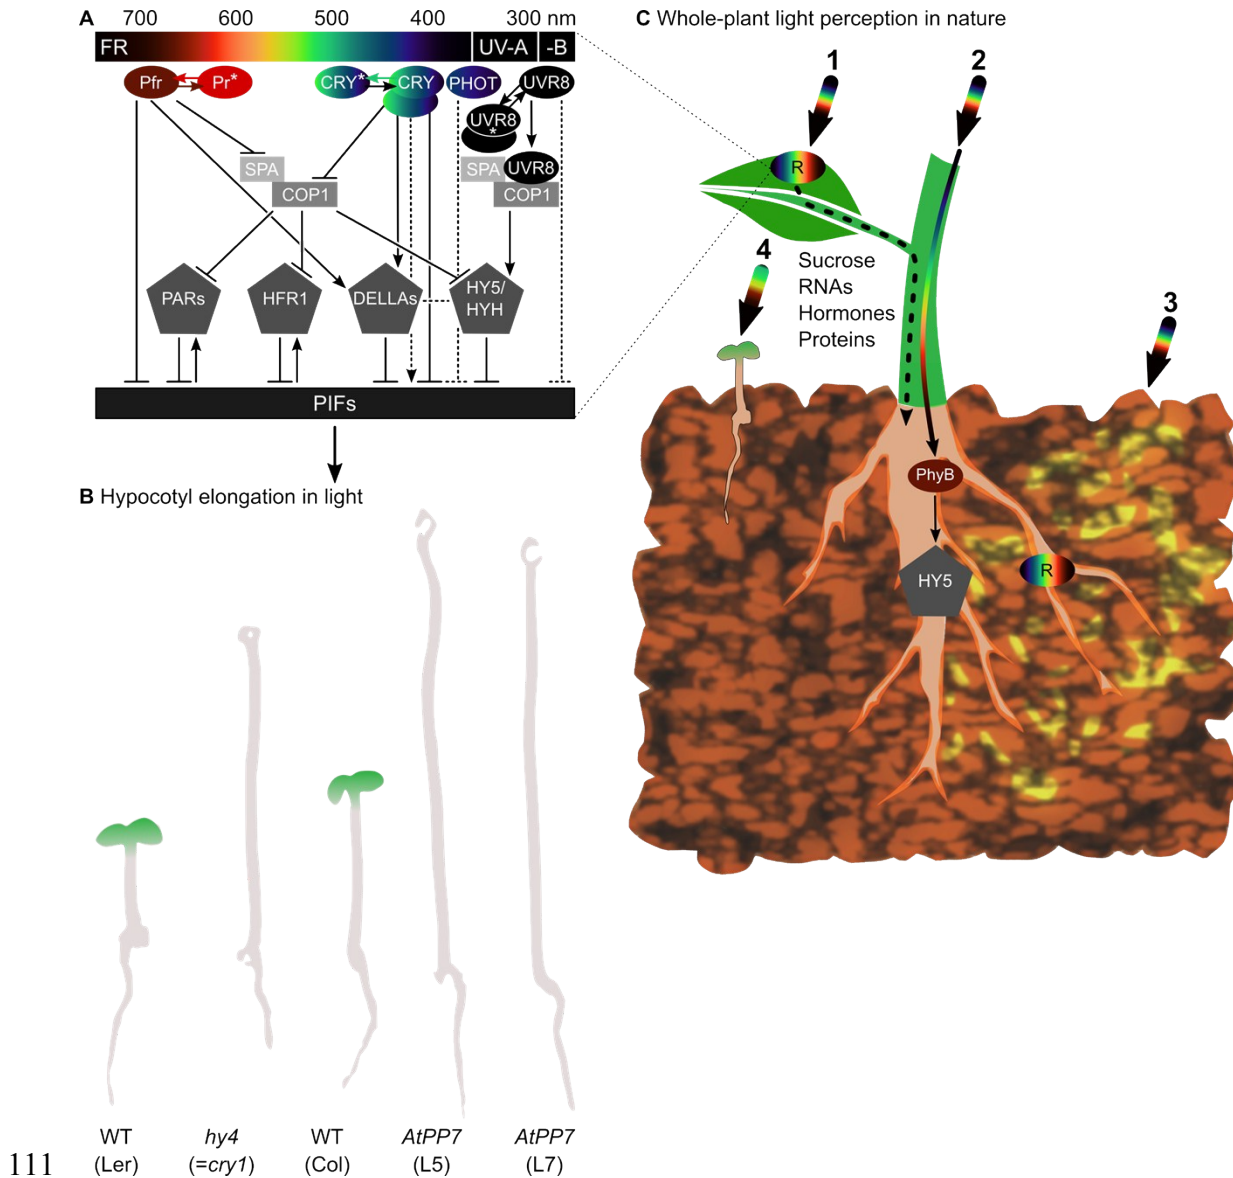 A
700 600 500 400 300 nm
FR UV-A -B
Pfr Pr* CRY* CRY PHOT UVR8
UVR8
*
SPA SPA UVR8
COP1 COP1
PARs HFR1 DELLAs HY5/
HYH
PIFs
B Hypocotyl elongation in light
WT hy4 WT AtPP7 AtPP7
(Ler) (=cry1) (Col) (L5) (L7)
111
C Whole-plant light perception in nature
1 2
R
4
Sucrose
RNAs
Hormones
Proteins
3
PhyB
R
HY5